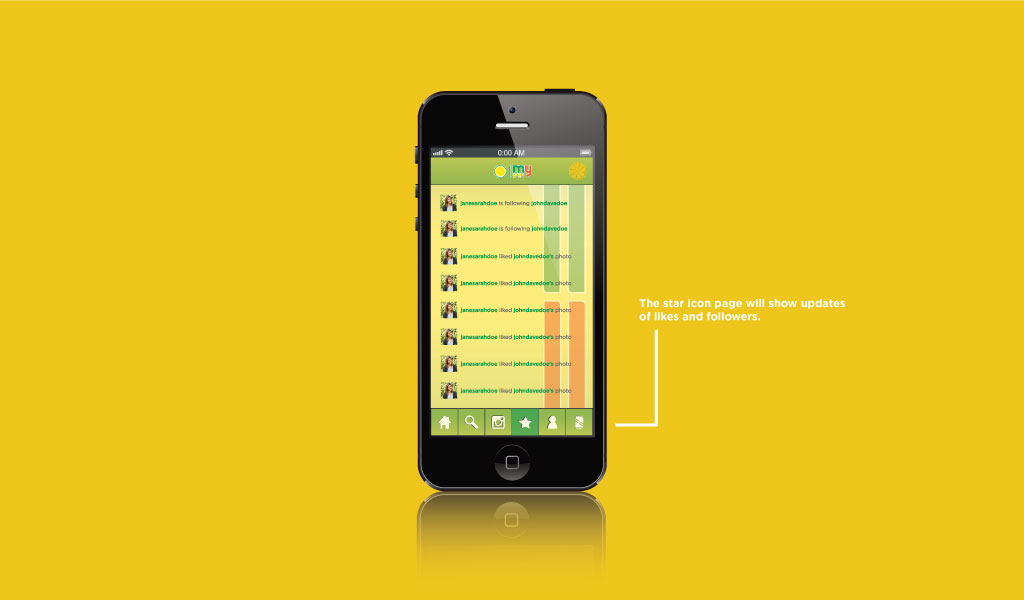 0:00 AM
my
janesarahdoe is following johndavedoe
janesarahdoe is following johndavedoe
janesarahdoe liked johndavedoe's photo
janesarahdoe liked johndavedoe's photo
janesarahdoe liked johndavedoe's photo
janesarahdoe liked johndavedoe's photo
janesarahdoe liked johndavedoe's photo
janesarahdoe liked johndavedoe's photo
The star icon page will show updates
of likes and followers.